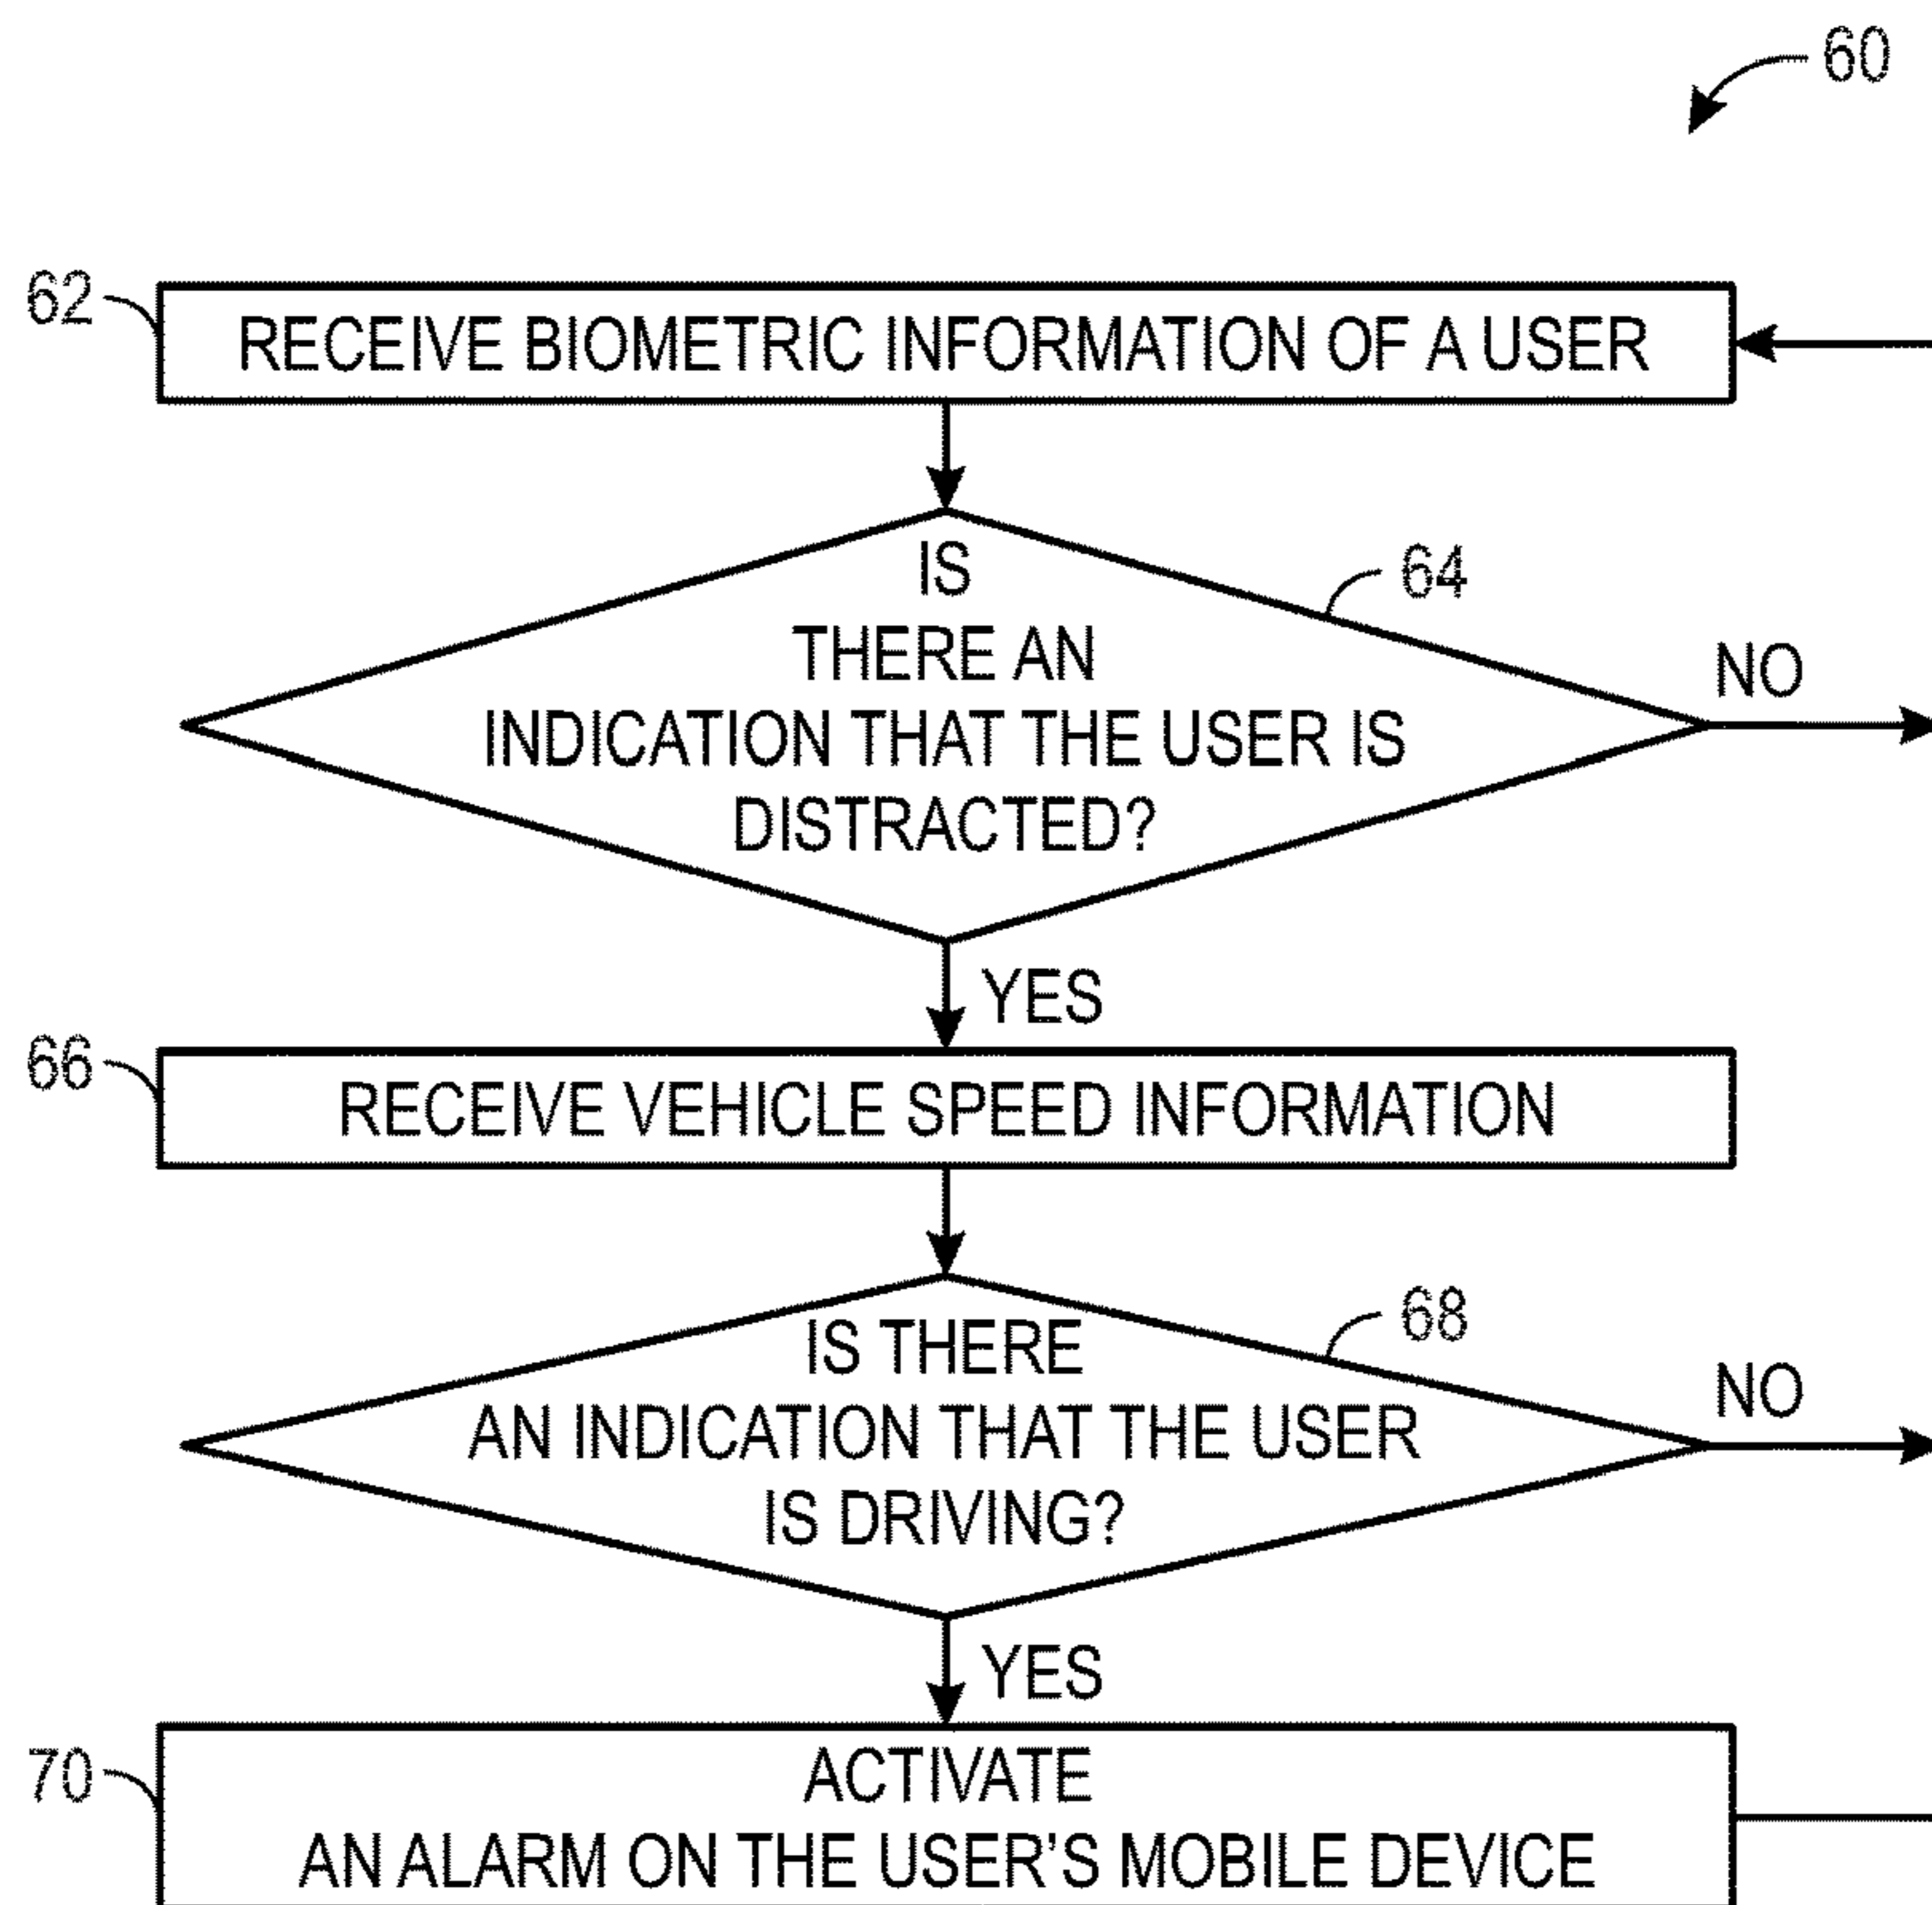 60
62
RECEIVE BIOMETRIC INFORMATION OF A USER
64
IS
THERE AN
INDICATION THAT THE USER IS
DISTRACTED?
NO
YES
66
RECEIVE VEHICLE SPEED INFORMATION
68
IS THERE
AN INDICATION THAT THE USER
IS DRIVING?
NO
YES
70
ACTIVATE
AN ALARM ON THE USER'S MOBILE DEVICE